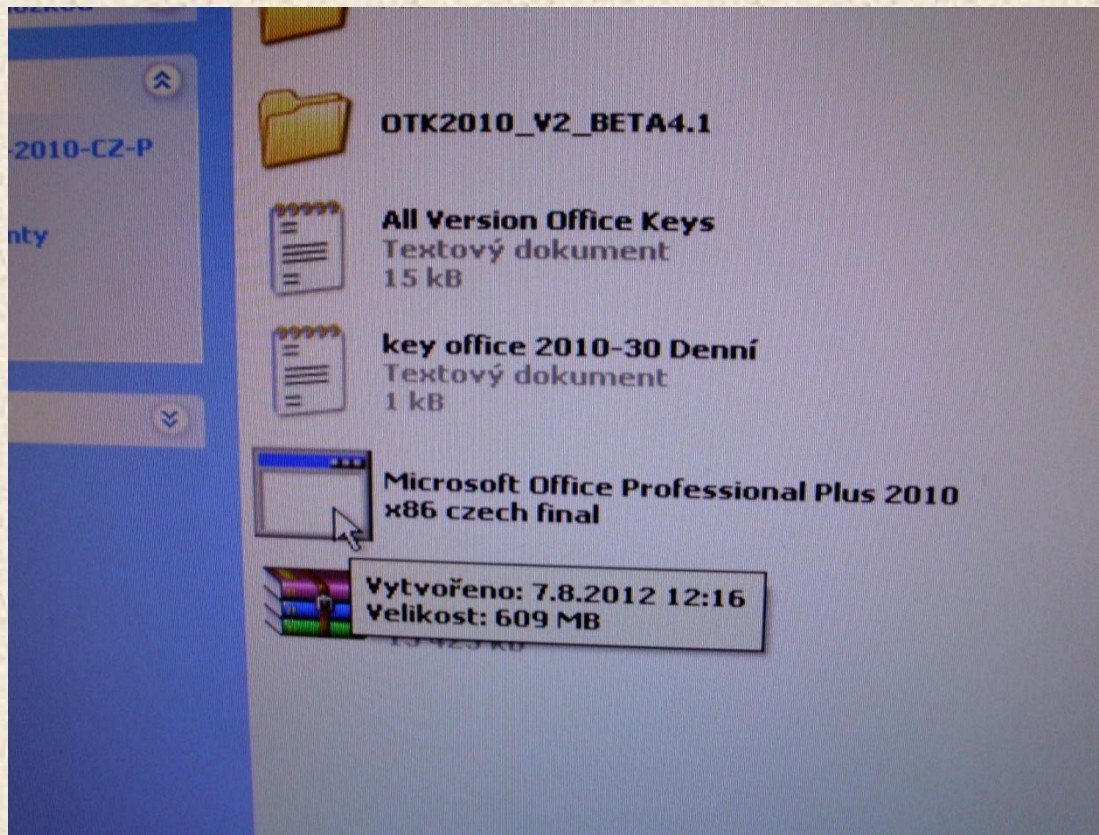 -2010-CZ-P
nty
OTK2010_V2_BETA4.1
All Version Office Keys
Textový dokument
15 kB
key office 2010-30 Denní
Textový dokument
1 kB
Microsoft Office Professional Plus 2010
x86 czech final
Vytvořeno: 7.8.2012 12:16
Velikost: 609 MB